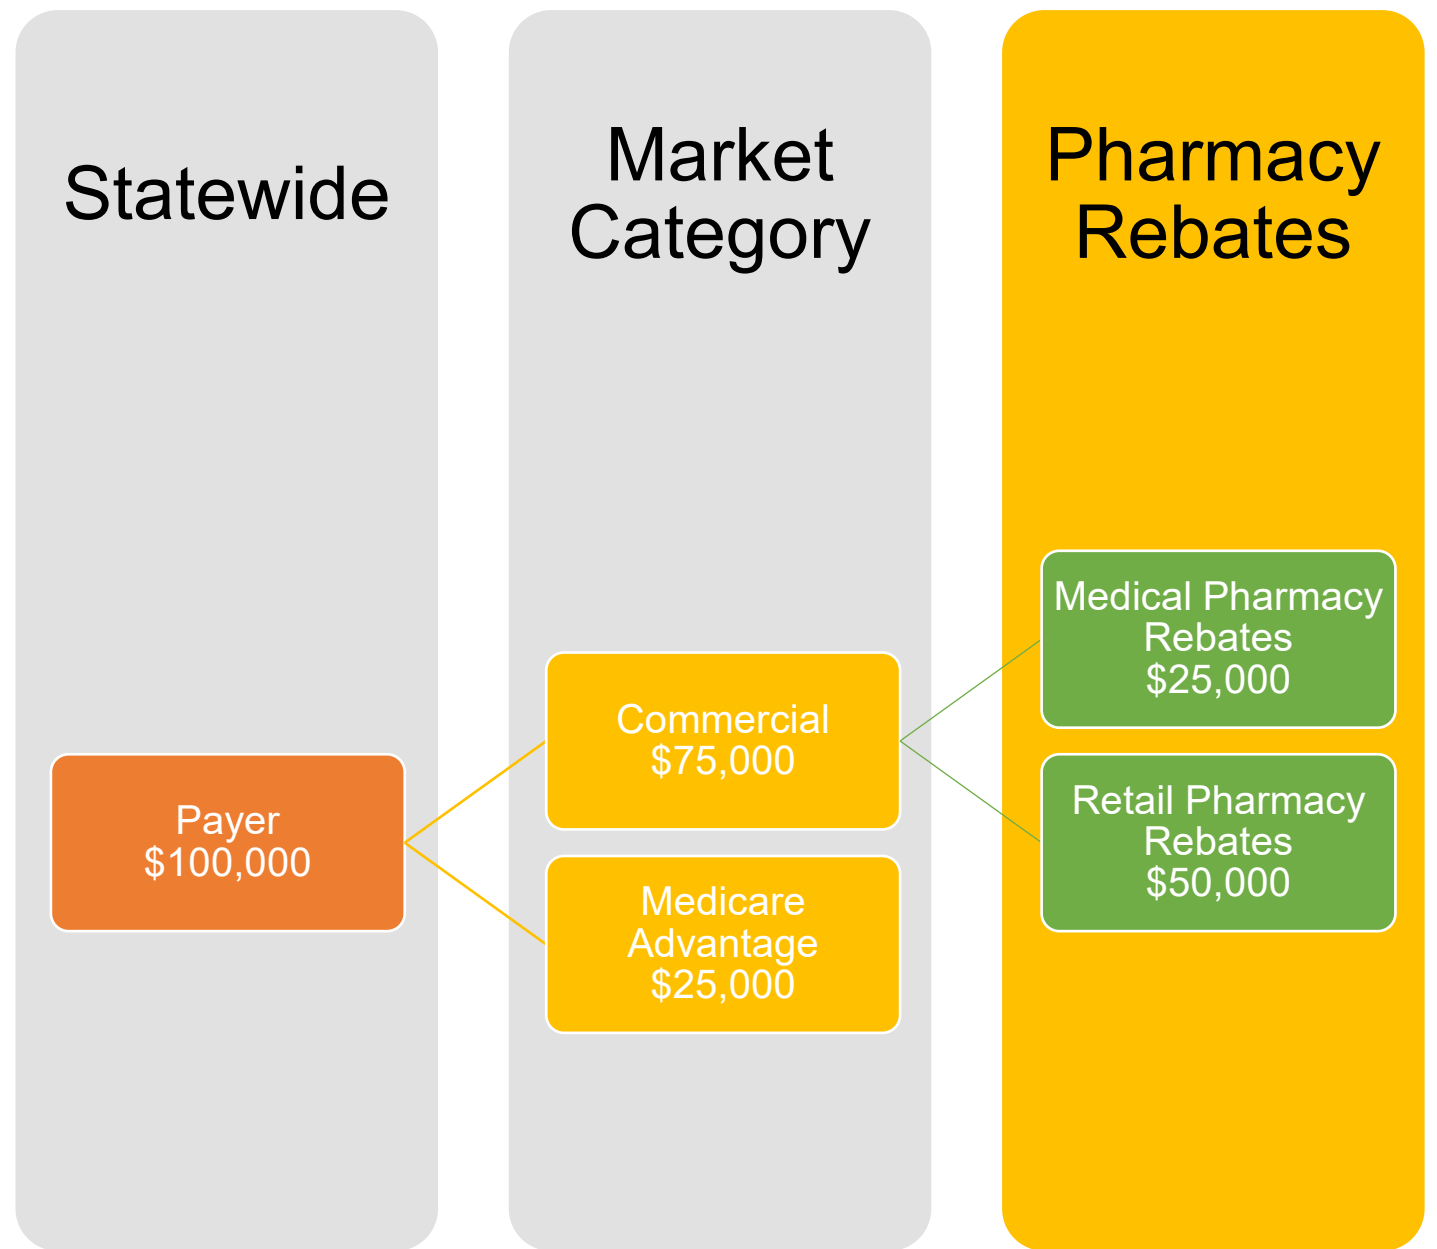 Statewide
Market
Category
Pharmacy
Rebates
Payer
$100,000
Commercial
$75,000
Medicare
Advantage
$25,000
Medical Pharmacy
Rebates
$25,000
Retail Pharmacy
Rebates
$50,000